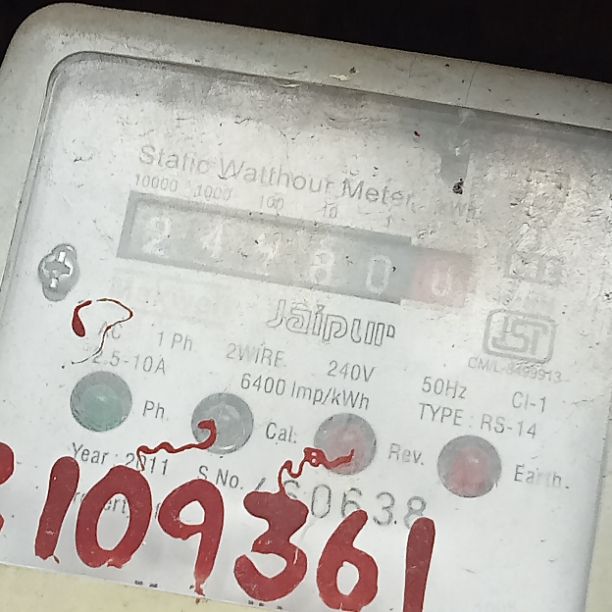 Static Watthour Meter
10000 1000 100 10 1 kWh
2 4 4 8 0
Jaipur
AC 1 Ph. 2WIRE 240V 50Hz Cl-1
2.5-10A 6400 Imp/kWh TYPE : RS-14
Ph. Cal. Rev. Earth.
Year : 2011 S.No.
109361